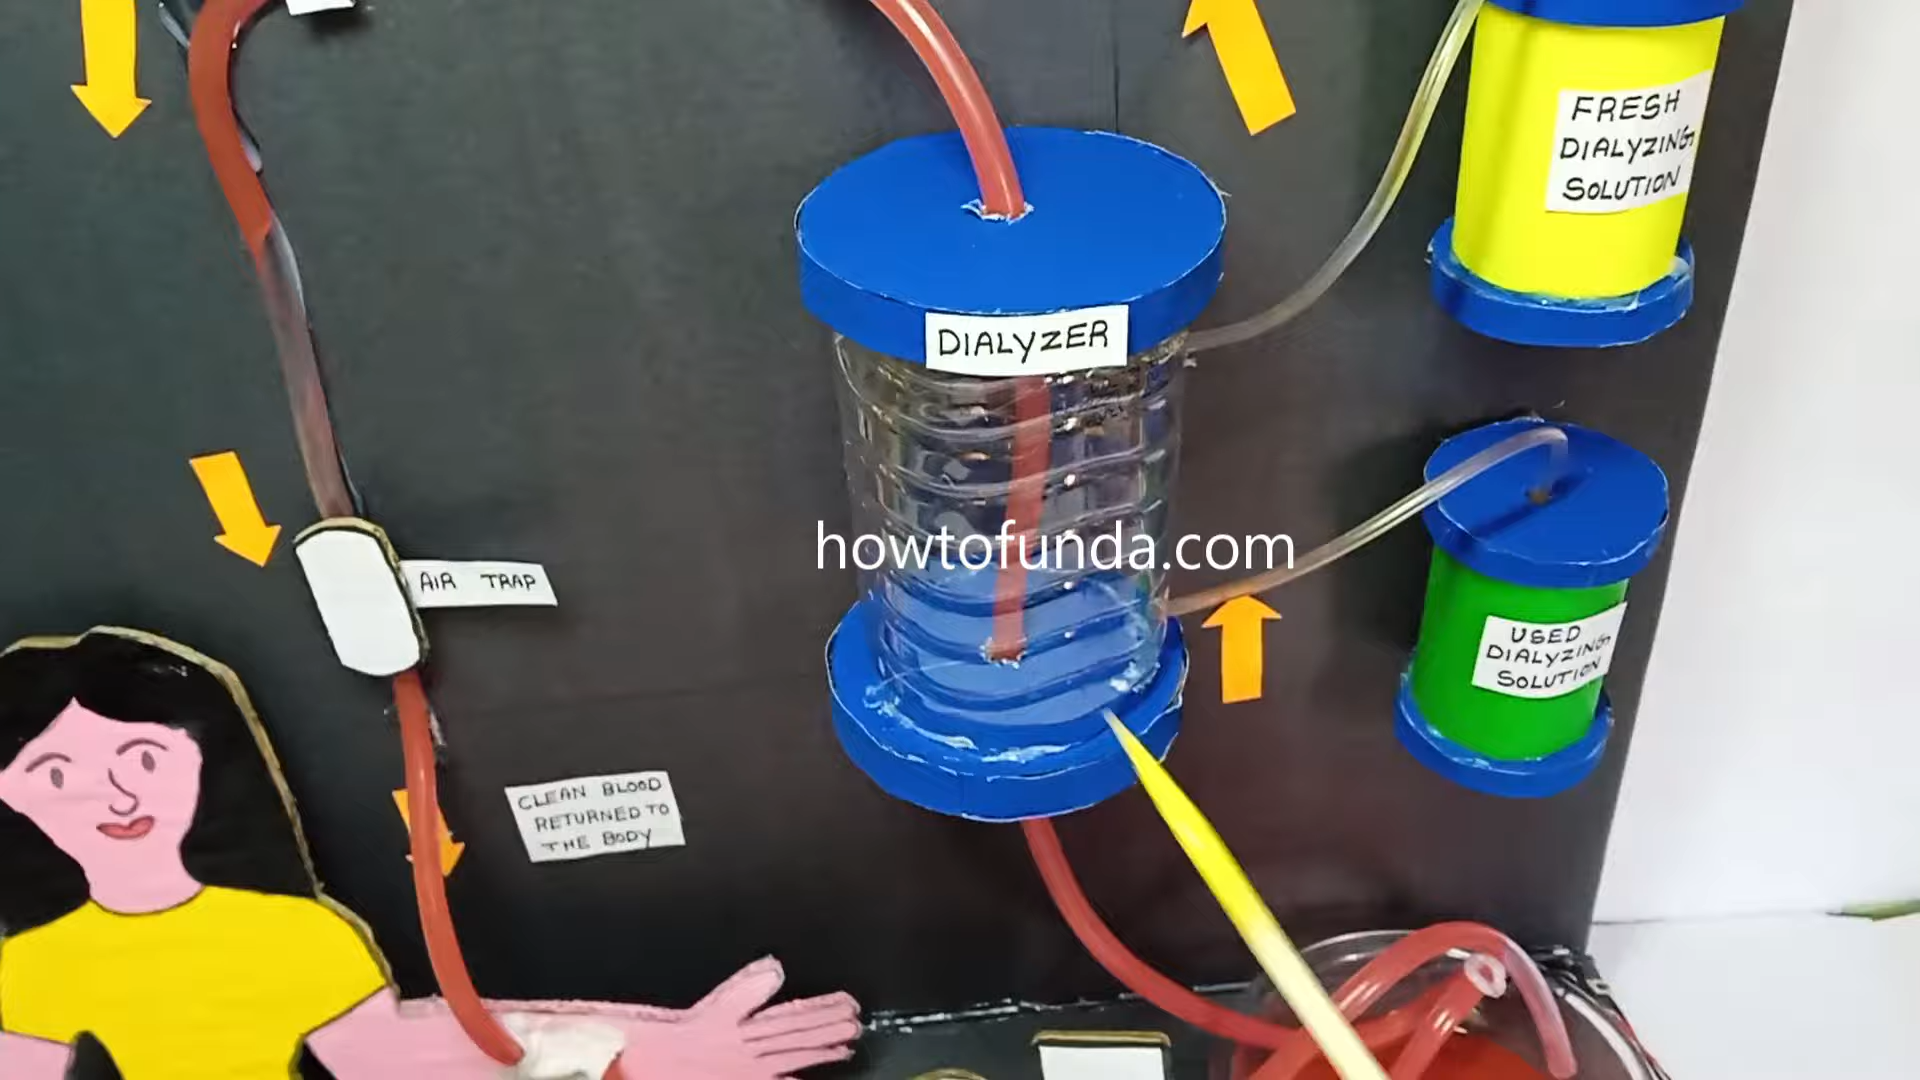 FRESH
DIALYZING
SOLUTION
DIALYZER
howtofunda.com
AIR TRAP
USED
DIALYZING
SOLUTION
CLEAN BLOOD
RETURNED TO
THE BODY